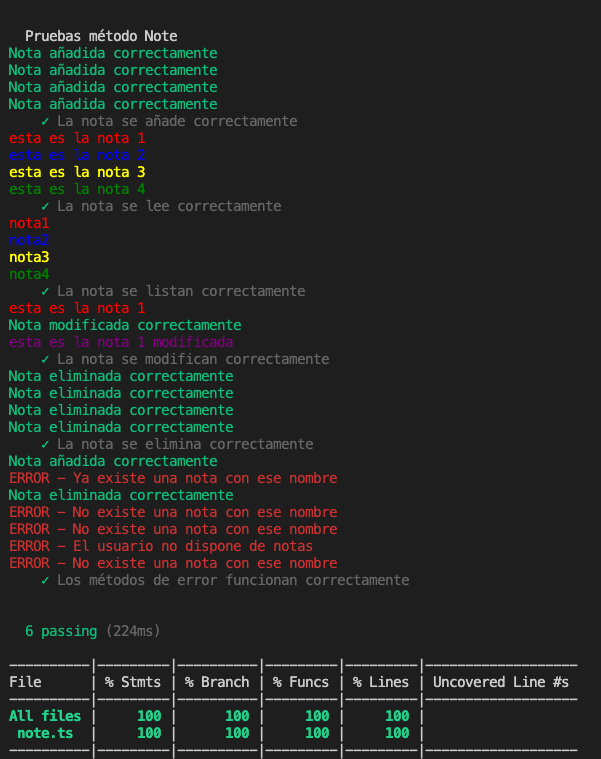 Pruebas método Note
Nota añadida correctamente
Nota añadida correctamente
Nota añadida correctamente
Nota añadida correctamente
✓ La nota se añade correctamente
esta es la nota 1
esta es la nota 2
esta es la nota 3
esta es la nota 4
✓ La nota se lee correctamente
nota1
nota2
nota3
nota4
✓ La nota se listan correctamente
esta es la nota 1
Nota modificada correctamente
esta es la nota 1 modificada
✓ La nota se modifican correctamente
Nota eliminada correctamente
Nota eliminada correctamente
Nota eliminada correctamente
Nota eliminada correctamente
✓ La nota se elimina correctamente
Nota añadida correctamente
ERROR - Ya existe una nota con ese nombre
Nota eliminada correctamente
ERROR - No existe una nota con ese nombre
ERROR - No existe una nota con ese nombre
ERROR - El usuario no dispone de notas
ERROR - No existe una nota con ese nombre
✓ Los métodos de error funcionan correctamente
6 passing (224ms)
----------|---------|----------|---------|---------|-------------------
File      | % Stmts | % Branch | % Funcs | % Lines | Uncovered Line #s
----------|---------|----------|---------|---------|-------------------
All files |     100 |      100 |     100 |     100 |
 note.ts  |     100 |      100 |     100 |     100 |
----------|---------|----------|---------|---------|-------------------